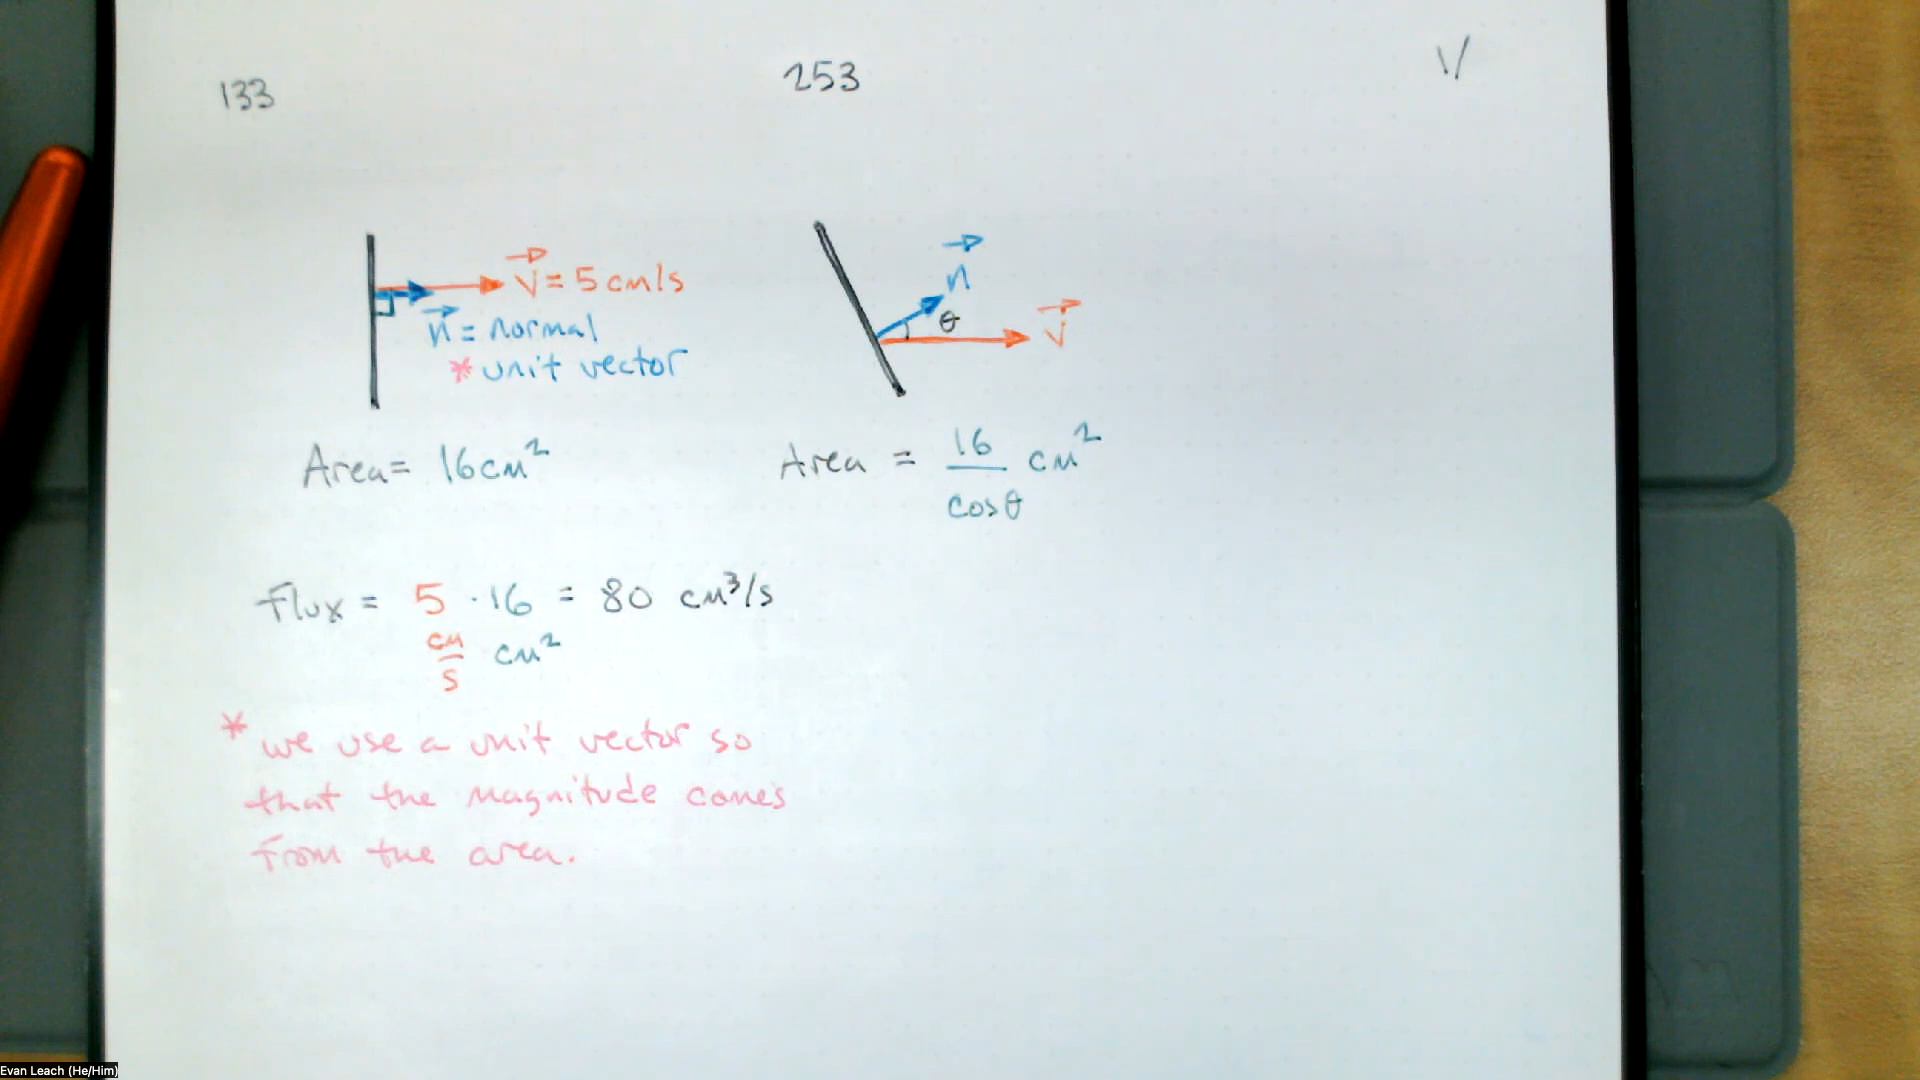 133
253
1/
v = 5 cm/s
n = normal
* unit vector
n
θ
v
Area = 16 cm²
Area = 16/cosθ cm²
Flux = 5 · 16 = 80 cm³/s
cm/s cm²
* we use a unit vector so
that the magnitude comes
from the area.
Evan Leach (He/Him)